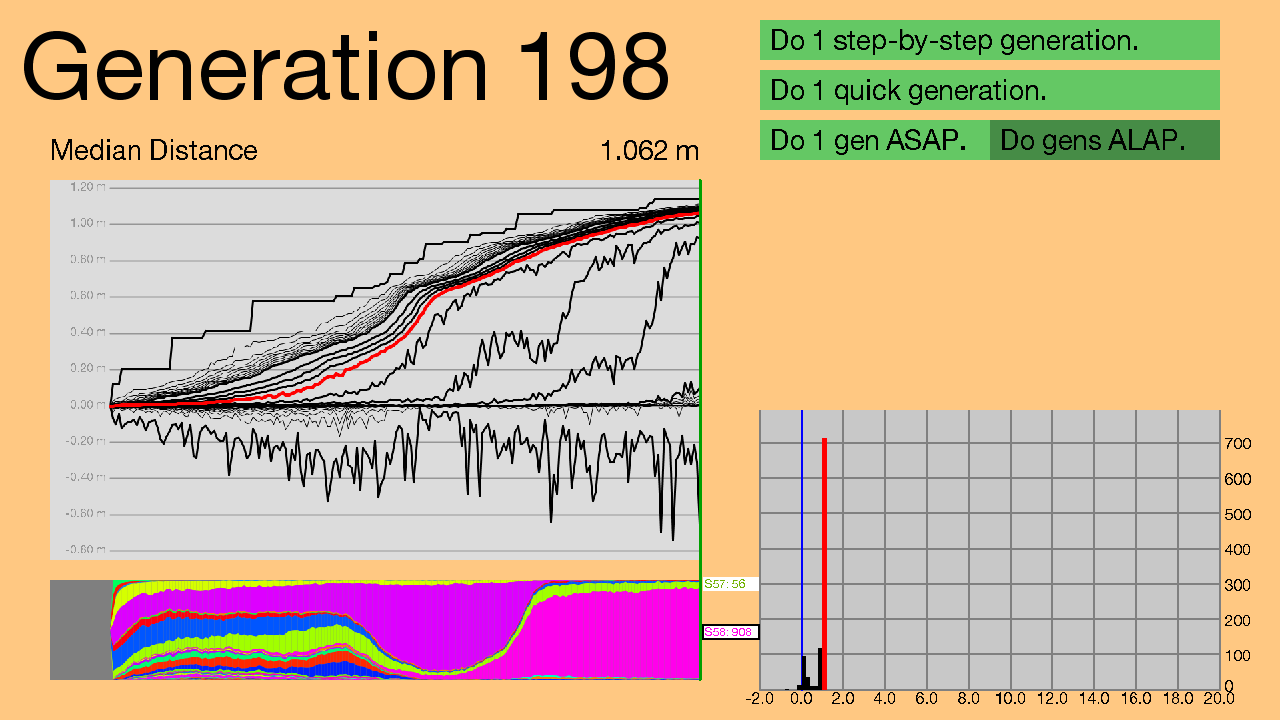 Generation 198
Do 1 step-by-step generation.
Do 1 quick generation.
Do 1 gen ASAP. Do gens ALAP.
Median Distance 1.062 m
1.20 m
1.00 m
0.80 m
0.60 m
0.40 m
0.20 m
0.00 m
-0.20 m
-0.40 m
-0.60 m
-0.80 m
S57: 56
S58: 908
700
600
500
400
300
200
100
0
-2.0 0.0 2.0 4.0 6.0 8.0 10.0 12.0 14.0 16.0 18.0 20.0